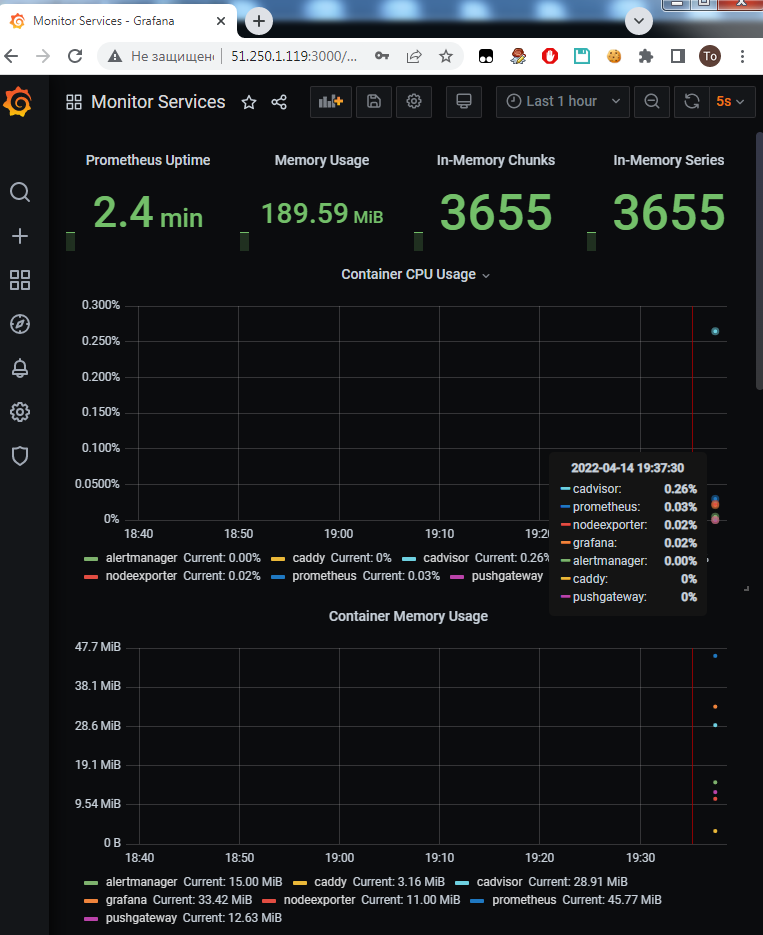 Monitor Services - Grafana
Не защищен 51.250.1.119:3000/... To
Monitor Services Last 1 hour 5s
Prometheus Uptime Memory Usage In-Memory Chunks In-Memory Series
2.4 min 189.59 MiB 3655 3655
Container CPU Usage
0.300%
0.250%
0.200%
0.150%
0.100%
0.0500%
0%
18:40 18:50 19:00 19:10 19:20
2022-04-14 19:37:30
cadvisor: 0.26%
prometheus: 0.03%
nodeexporter: 0.02%
grafana: 0.02%
alertmanager: 0.00%
caddy: 0%
pushgateway: 0%
alertmanager Current: 0.00% caddy Current: 0% cadvisor Current: 0.26%
nodeexporter Current: 0.02% prometheus Current: 0.03% pushgateway
Container Memory Usage
47.7 MiB
38.1 MiB
28.6 MiB
19.1 MiB
9.54 MiB
0 B
18:40 18:50 19:00 19:10 19:20 19:30
alertmanager Current: 15.00 MiB caddy Current: 3.16 MiB cadvisor Current: 28.91 MiB
grafana Current: 33.42 MiB nodeexporter Current: 11.00 MiB prometheus Current: 45.77 MiB
pushgateway Current: 12.63 MiB